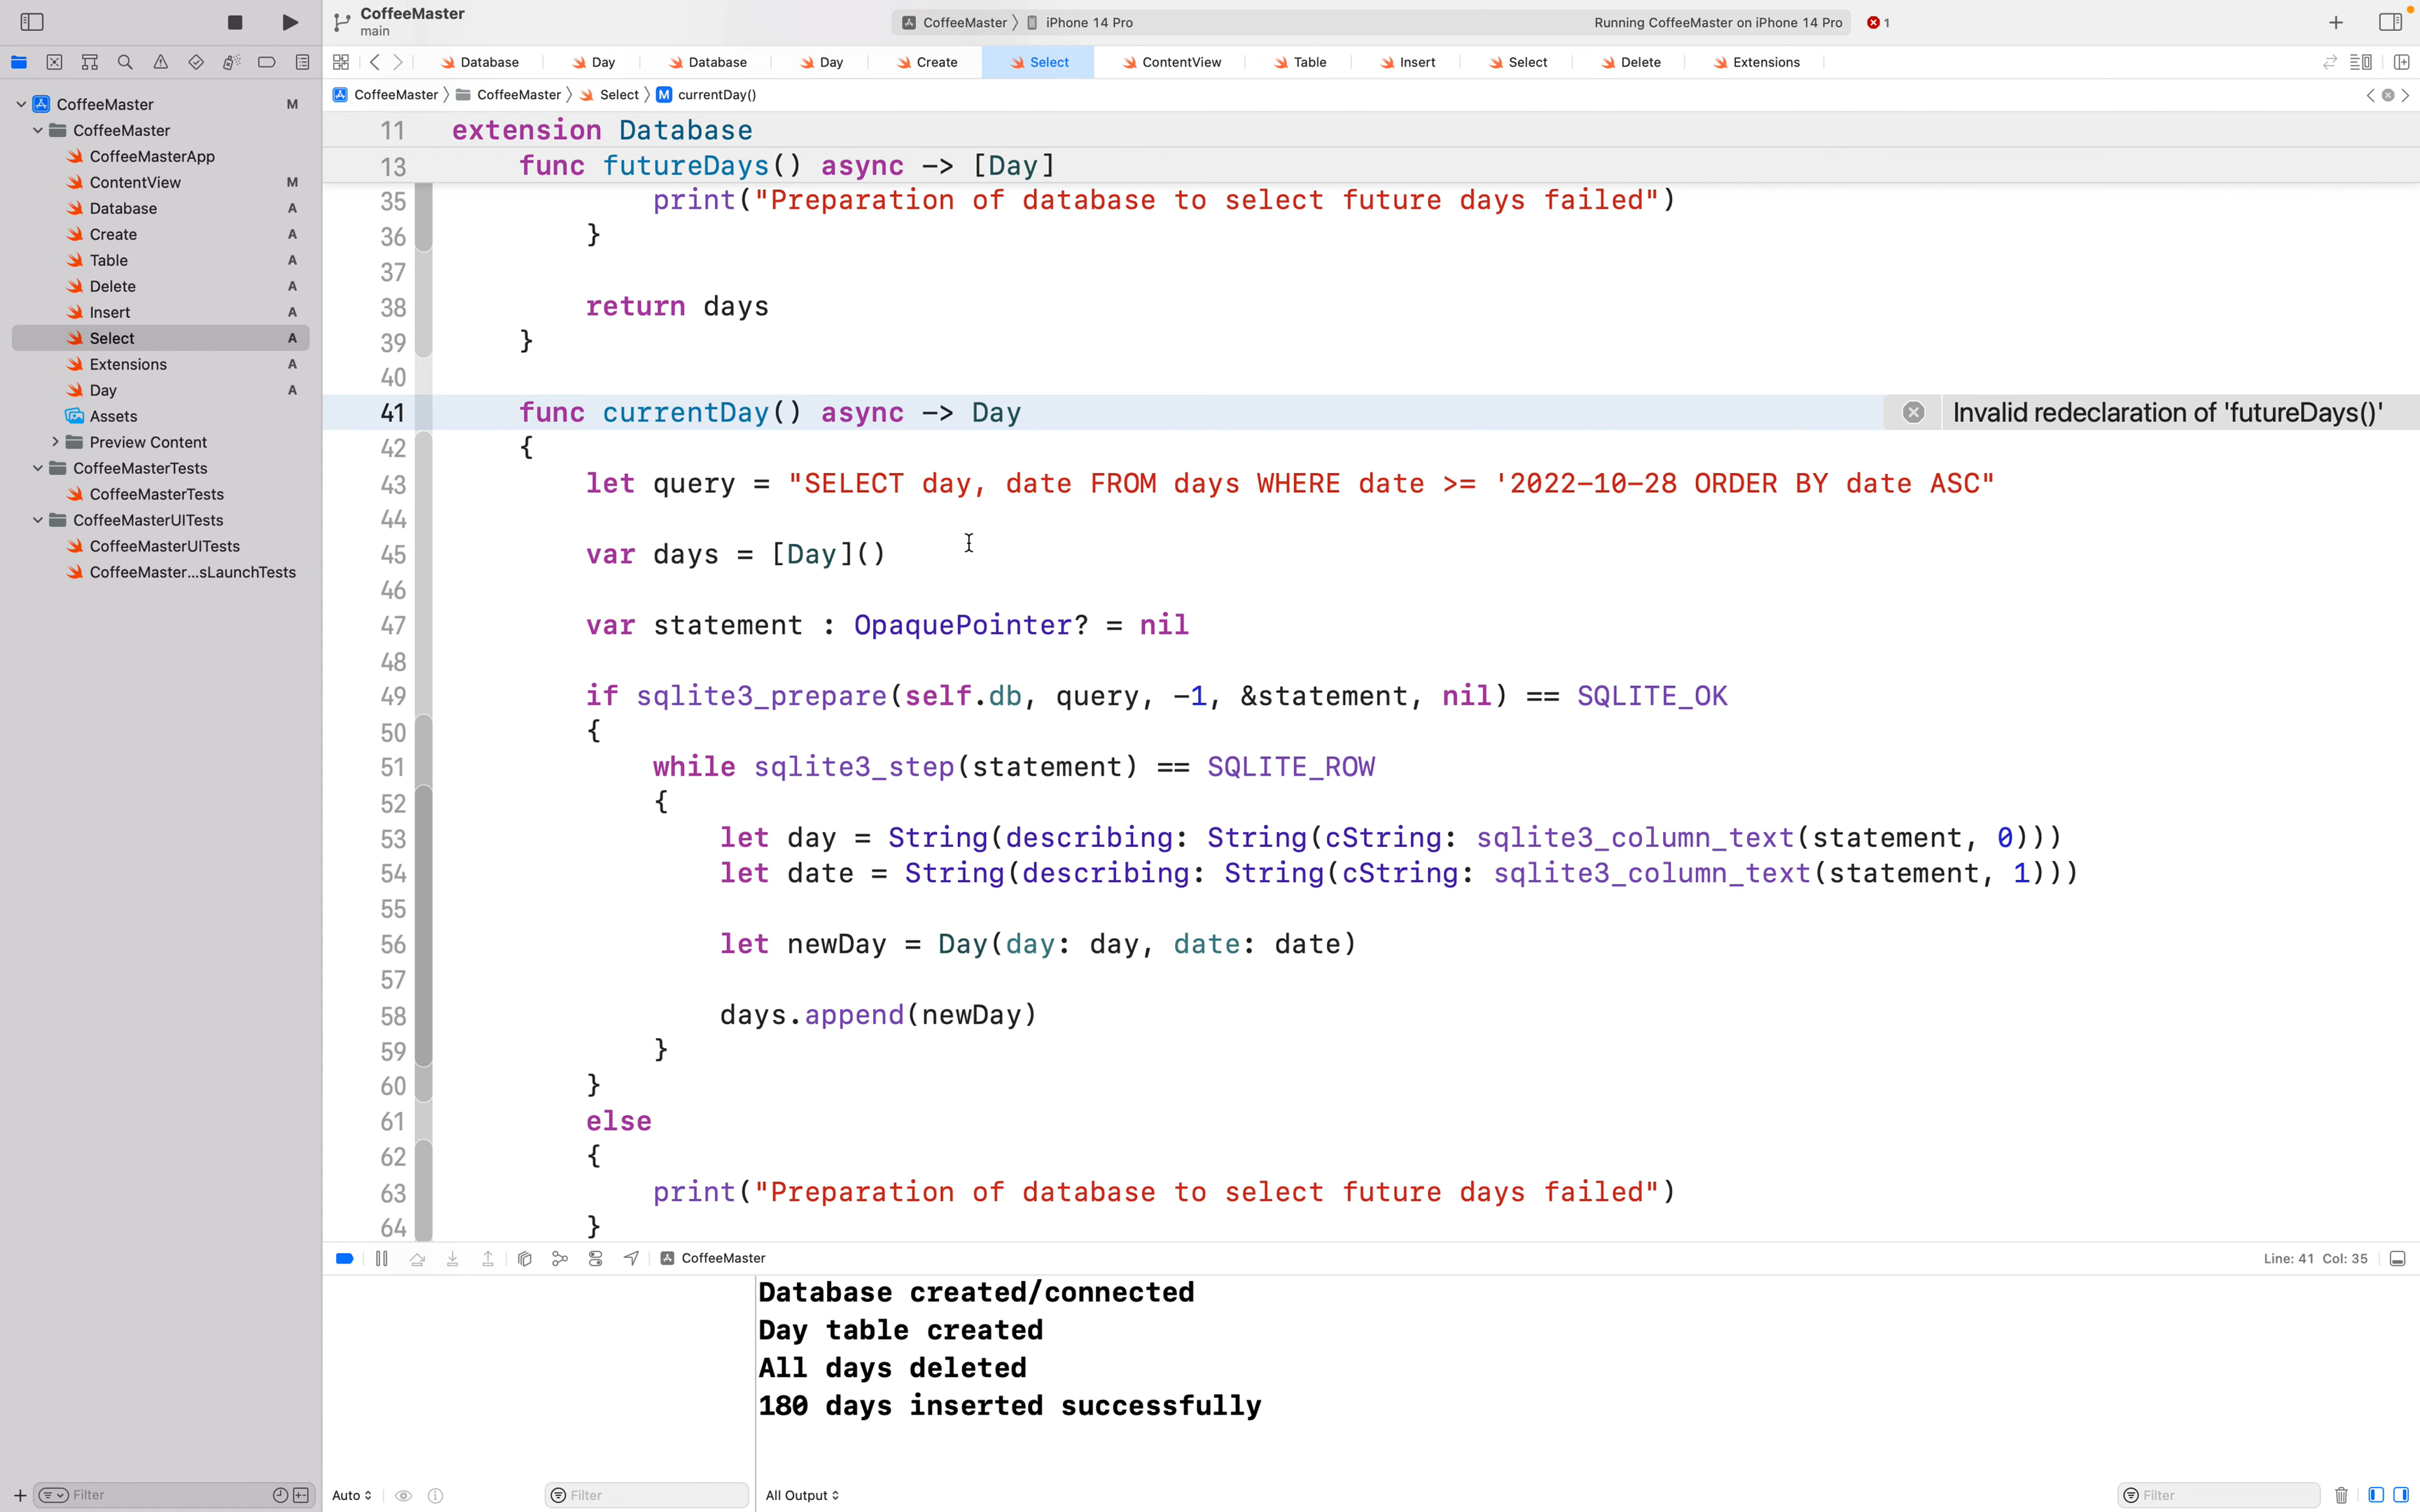 CoffeeMaster
main
CoffeeMaster 〉 iPhone 14 Pro
Running CoffeeMaster on iPhone 14 Pro
1
Database
Day
Database
Day
Create
Select
ContentView
Table
Insert
Select
Delete
Extensions
CoffeeMaster 〉 CoffeeMaster 〉 Select 〉 M currentDay()
CoffeeMaster M
CoffeeMaster
CoffeeMasterApp
ContentView M
Database A
Create A
Table A
Delete A
Insert A
Select A
Extensions A
Day A
Assets
Preview Content
CoffeeMasterTests
CoffeeMasterTests
CoffeeMasterUITests
CoffeeMasterUITests
CoffeeMaster...sLaunchTests
Filter
11 extension Database
13 func futureDays() async -> [Day]
35 print("Preparation of database to select future days failed")
36 }
37
38 return days
39 }
40
41 func currentDay() async -> Day
Invalid redeclaration of 'futureDays()'
42 {
43 let query = "SELECT day, date FROM days WHERE date >= '2022-10-28 ORDER BY date ASC"
44
45 var days = [Day]()
46
47 var statement : OpaquePointer? = nil
48
49 if sqlite3_prepare(self.db, query, -1, &statement, nil) == SQLITE_OK
50 {
51 while sqlite3_step(statement) == SQLITE_ROW
52 {
53 let day = String(describing: String(cString: sqlite3_column_text(statement, 0)))
54 let date = String(describing: String(cString: sqlite3_column_text(statement, 1)))
55
56 let newDay = Day(day: day, date: date)
57
58 days.append(newDay)
59 }
60 }
61 else
62 {
63 print("Preparation of database to select future days failed")
64 }
CoffeeMaster
Line: 41 Col: 35
Database created/connected
Day table created
All days deleted
180 days inserted successfully
Auto
Filter
All Output
Filter